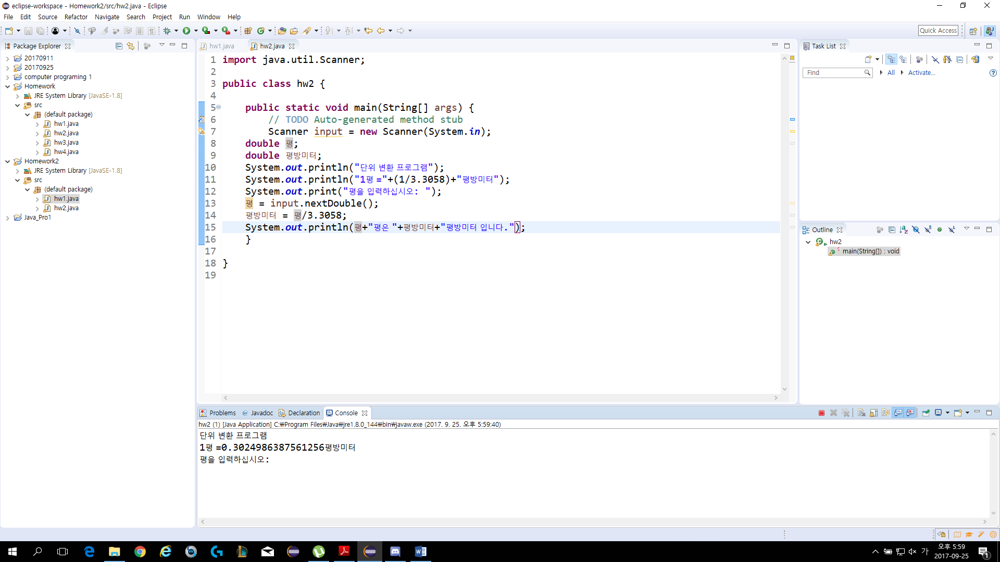 eclipse-workspace - Homework2/src/hw2.java - Eclipse
File Edit Source Refactor Navigate Search Project Run Window Help
Quick Access
Package Explorer
20170911
20170925
computer programing 1
Homework
JRE System Library [JavaSE-1.8]
src
(default package)
hw1.java
hw2.java
hw3.java
hw4.java
Homework2
JRE System Library [JavaSE-1.8]
src
(default package)
hw1.java
hw2.java
Java_Pro1
hw1.java hw2.java
1 import java.util.Scanner;
2
3 public class hw2 {
4
5 public static void main(String[] args) {
6 // TODO Auto-generated method stub
7 Scanner input = new Scanner(System.in);
8 double 평;
9 double 평방미터;
10 System.out.println("단위 변환 프로그램");
11 System.out.println("1평 ="+(1/3.3058)+"평방미터");
12 System.out.print("평을 입력하십시오: ");
13 평 = input.nextDouble();
14 평방미터 = 평/3.3058;
15 System.out.println(평+"평은 "+평방미터+"평방미터 입니다.");
16 }
17
18 }
19
Task List
Find All Activate...
Outline
hw2
main(String[]) : void
Problems Javadoc Declaration Console
hw2 (1) [Java Application] C:₩Program Files₩Java₩jre1.8.0_144₩bin₩javaw.exe (2017. 9. 25. 오후 5:59:40)
단위 변환 프로그램
1평 =0.3024986387561256평방미터
평을 입력하십시오:
가
오후 5:59
2017-09-25
1